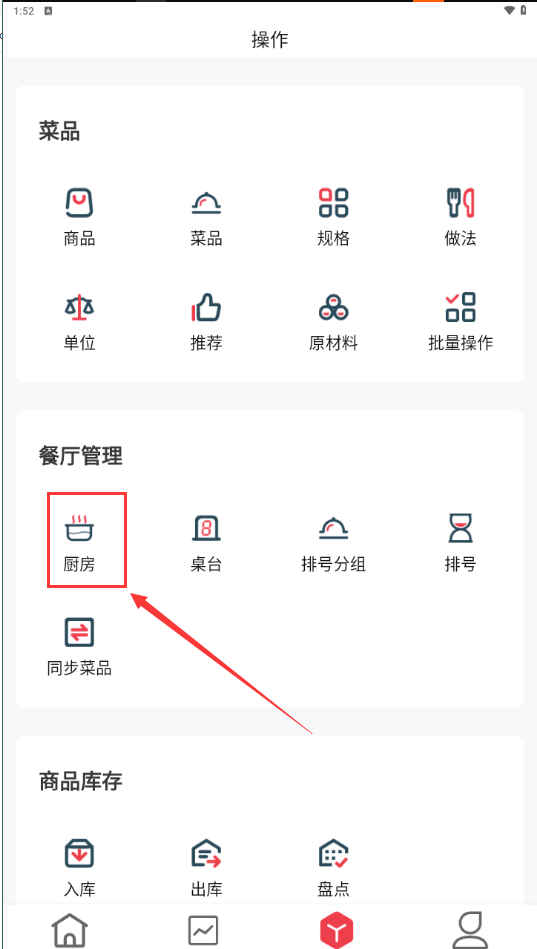 1:52 A
操作
菜品
商品 菜品 规格 做法
单位 推荐 原材料 批量操作
餐厅管理
8
厨房 桌台 排号分组 排号
同步菜品
商品库存
入库 出库 盘点